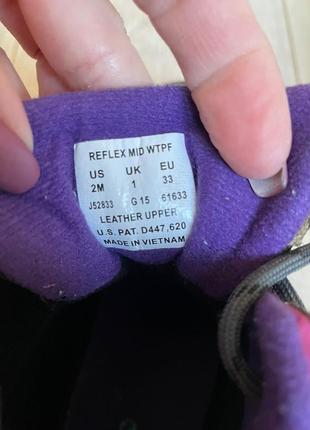 REFLEX MID WTPF
US UK EU
2M 1 33
J52833 G 15 61633
LEATHER UPPER
U.S. PAT. D447,620
MADE IN VIETNAM